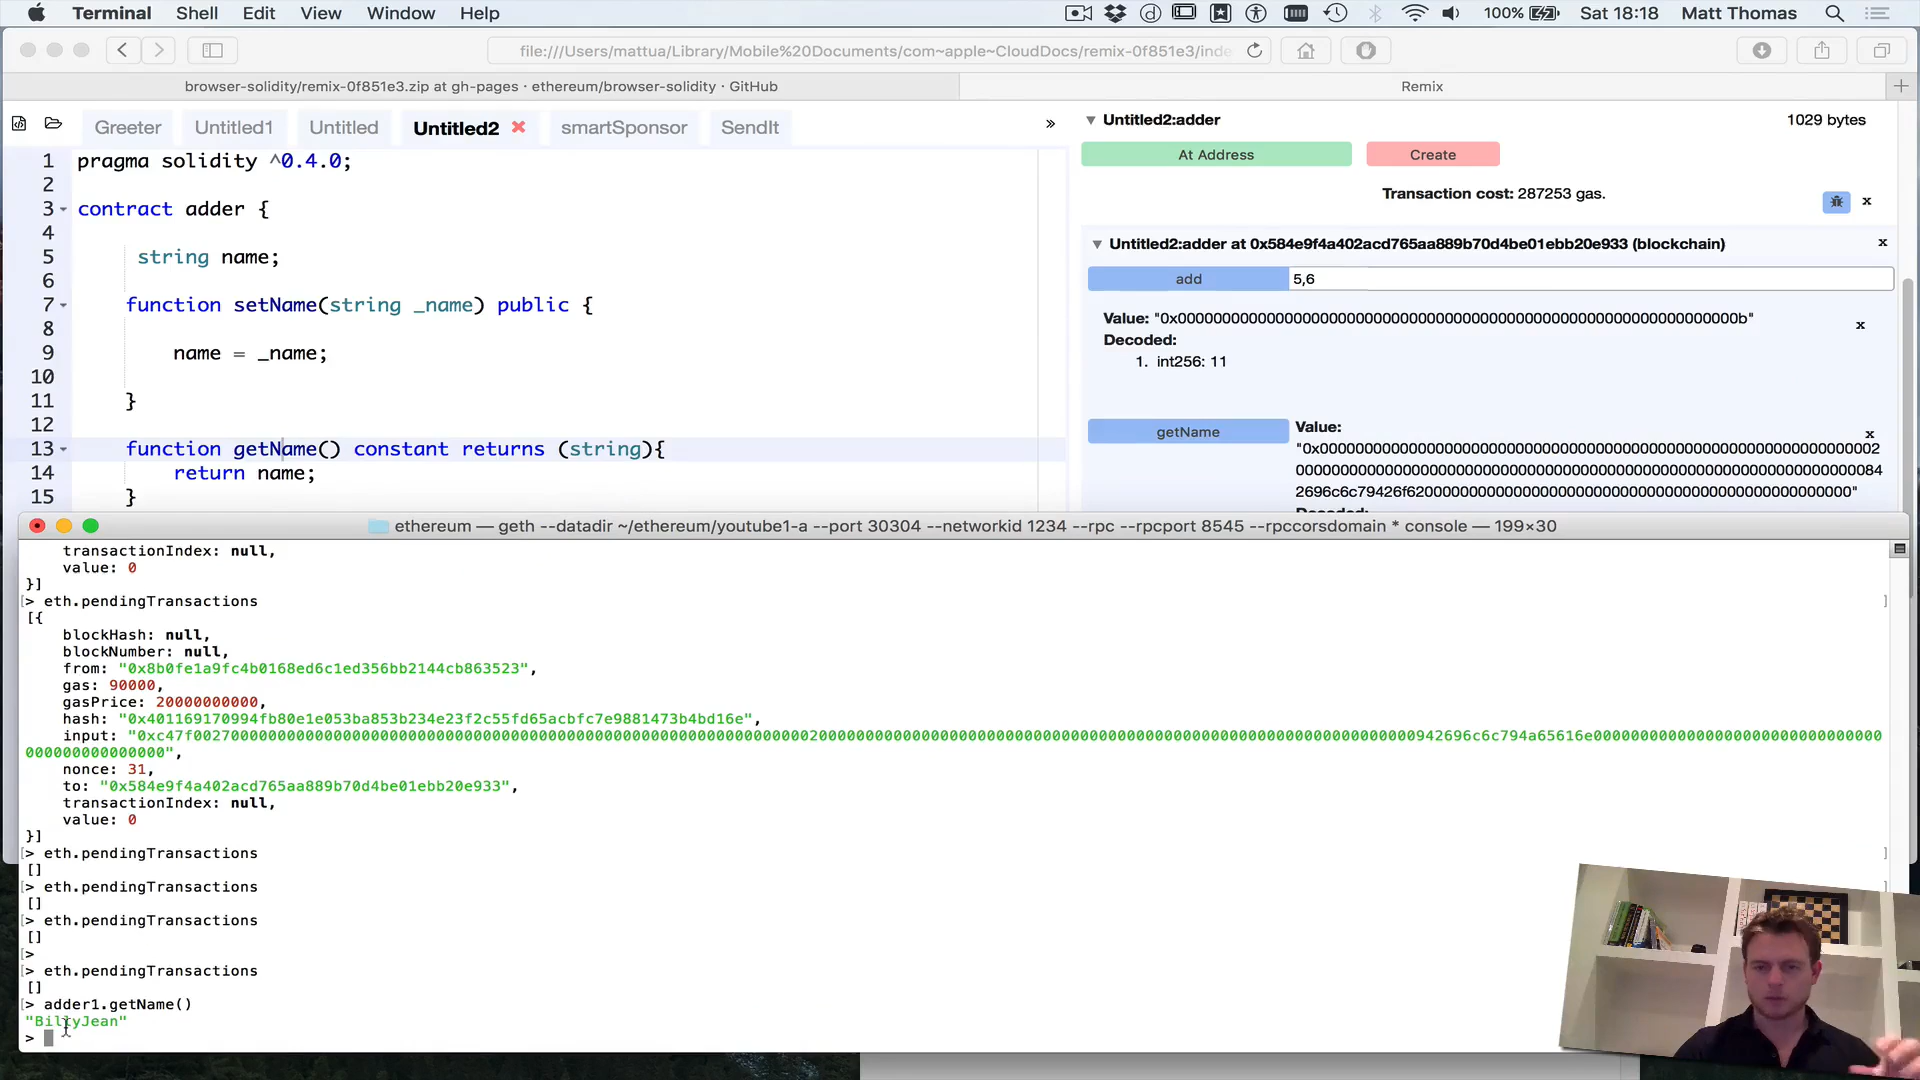 Terminal Shell Edit View Window Help 100% Sat 18:18 Matt Thomas
file:///Users/mattua/Library/Mobile%20Documents/com~apple~CloudDocs/remix-0f851e3/inde
browser-solidity/remix-0f851e3.zip at gh-pages · ethereum/browser-solidity · GitHub
Remix
Greeter Untitled1 Untitled Untitled2 smartSponsor SendIt »
1 pragma solidity ^0.4.0;
2
3 contract adder {
4
5 string name;
6
7 function setName(string _name) public {
8
9 name = _name;
10
11 }
12
13 function getName() constant returns (string){
14 return name;
15 }
Untitled2:adder 1029 bytes
At Address Create
Transaction cost: 287253 gas.
x
Untitled2:adder at 0x584e9f4a402acd765aa889b70d4be01ebb20e933 (blockchain) x
add 5,6
Value: "0x000000000000000000000000000000000000000000000000000000000000000b"
x
Decoded:
1. int256: 11
getName Value:
x
"0x0000000000000000000000000000000000000000000000000000000000000002
0000000000000000000000000000000000000000000000000000000000000000084
2696c6c79426f62000000000000000000000000000000000000000000000000"
ethereum — geth --datadir ~/ethereum/youtube1-a --port 30304 --networkid 1234 --rpc --rpcport 8545 --rpccorsdomain * console — 199×30
transactionIndex: null,
value: 0
}]
> eth.pendingTransactions
[{
blockHash: null,
blockNumber: null,
from: "0x8b0fe1a9fc4b0168ed6c1ed356bb2144cb863523",
gas: 90000,
gasPrice: 20000000000,
hash: "0x401169170994fb80e1e053ba853b234e23f2c55fd65acbfc7e9881473b4bd16e",
input: "0xc47f00270000000000000000000000000000000000000000000000000000000000000020000000000000000000000000000000000000000000000000000000000000000942696c6c794a65616e0000000000000000000000000000000
000000000000000",
nonce: 31,
to: "0x584e9f4a402acd765aa889b70d4be01ebb20e933",
transactionIndex: null,
value: 0
}]
> eth.pendingTransactions
[]
> eth.pendingTransactions
[]
> eth.pendingTransactions
[]
>
> eth.pendingTransactions
[]
> adder1.getName()
"BillyJean"
>